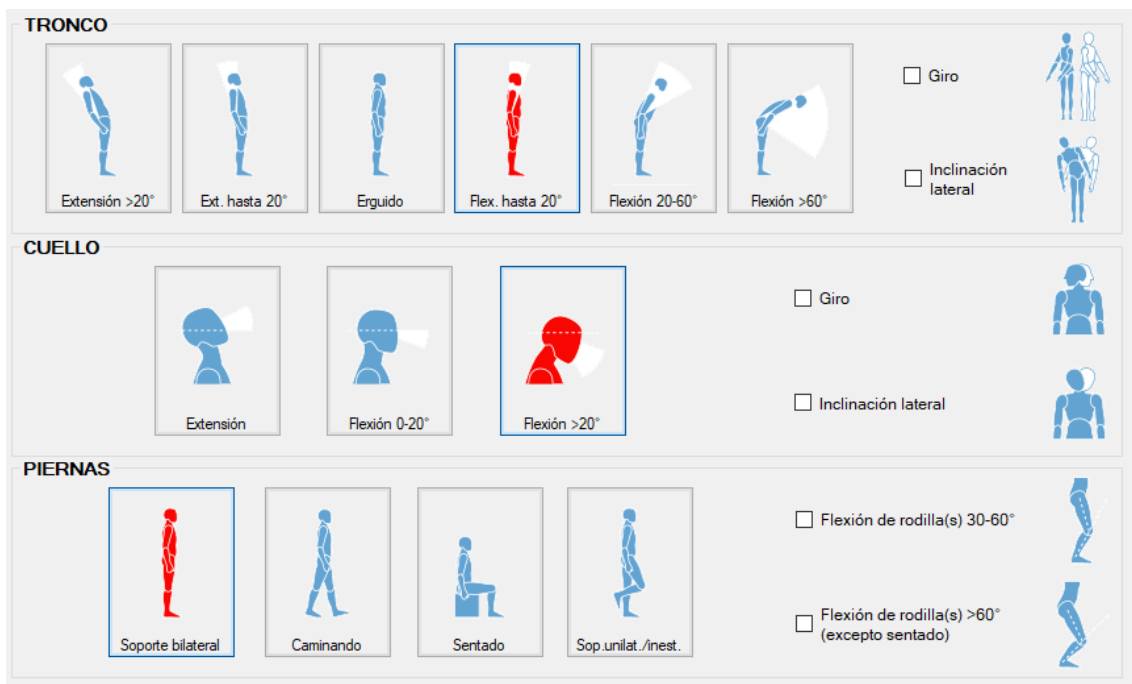 TRONCO
Extensión >20°
Ext. hasta 20°
Erguido
Flex. hasta 20°
Flexión 20-60°
Flexión >60°
Giro
Inclinación
lateral
CUELLO
Extensión
Flexión 0-20°
Flexión >20°
Giro
Inclinación lateral
PIERNAS
Soporte bilateral
Caminando
Sentado
Sop.unilat./inest.
Flexión de rodilla(s) 30-60°
Flexión de rodilla(s) >60°
(excepto sentado)